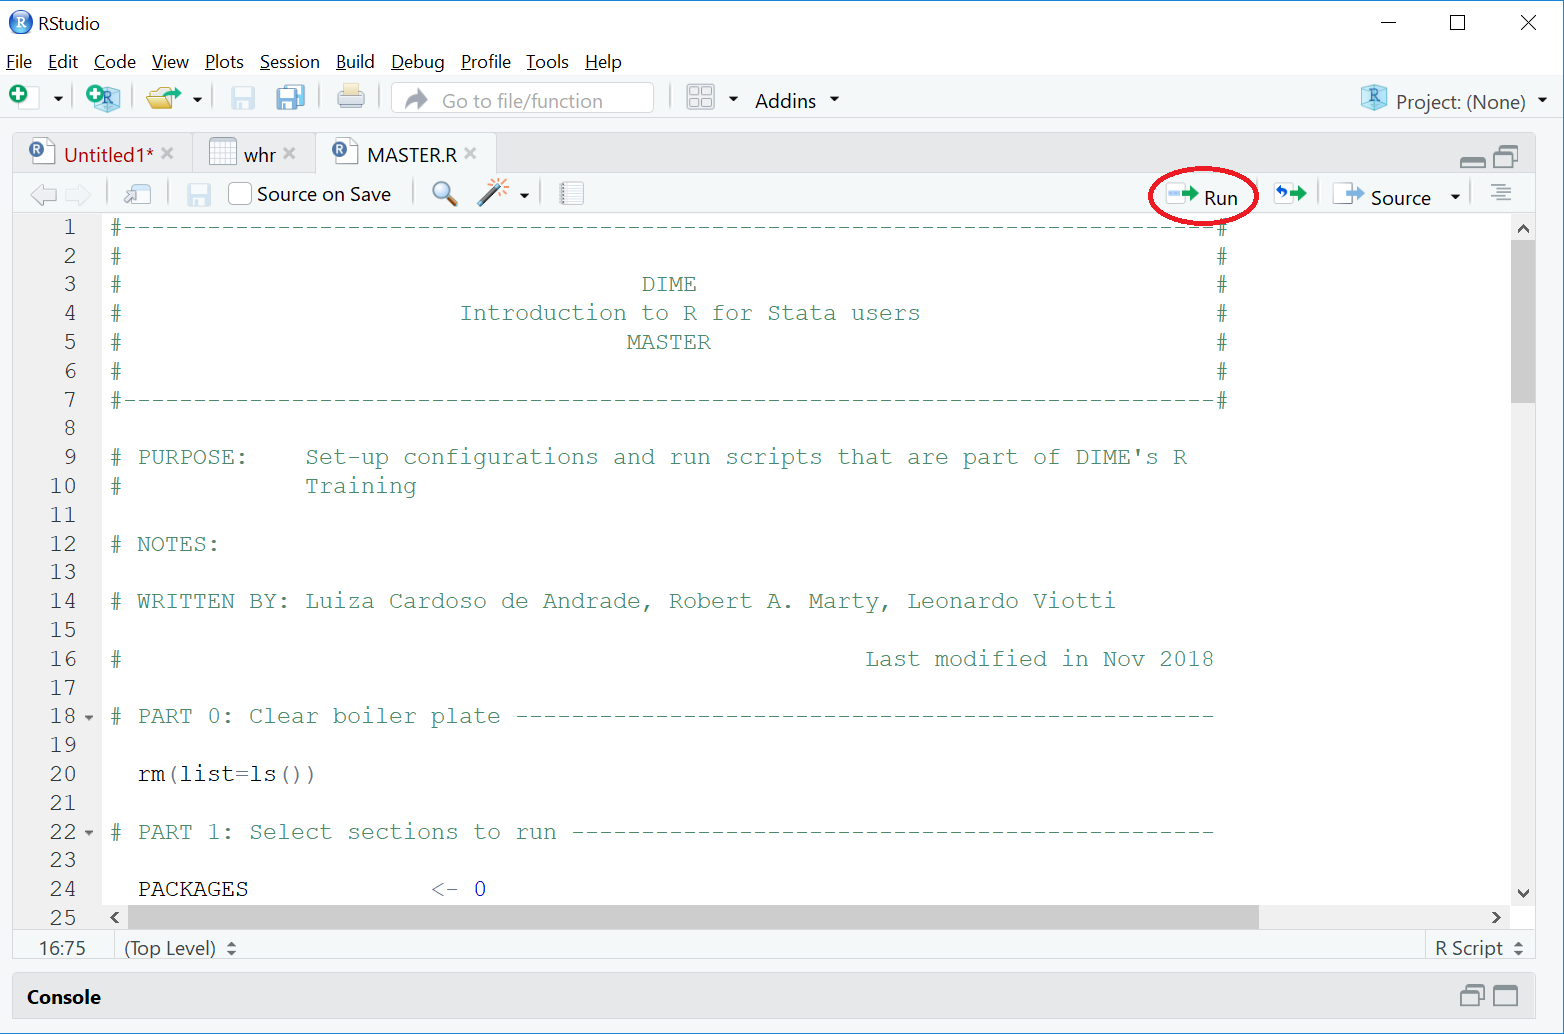 RStudio
File Edit Code View Plots Session Build Debug Profile Tools Help
Go to file/function Addins Project: (None)
Untitled1* whr MASTER.R
Source on Save Run Source
1 #------------------------------------------------------------------------------#
2 # #
3 # DIME #
4 # Introduction to R for Stata users #
5 # MASTER #
6 # #
7 #------------------------------------------------------------------------------#
8
9 # PURPOSE: Set-up configurations and run scripts that are part of DIME's R
10 # Training
11
12 # NOTES:
13
14 # WRITTEN BY: Luiza Cardoso de Andrade, Robert A. Marty, Leonardo Viotti
15
16 # Last modified in Nov 2018
17
18 # PART 0: Clear boiler plate --------------------------------------------------
19
20 rm(list=ls())
21
22 # PART 1: Select sections to run ----------------------------------------------
23
24 PACKAGES <- 0
25
16:75 (Top Level) R Script
Console